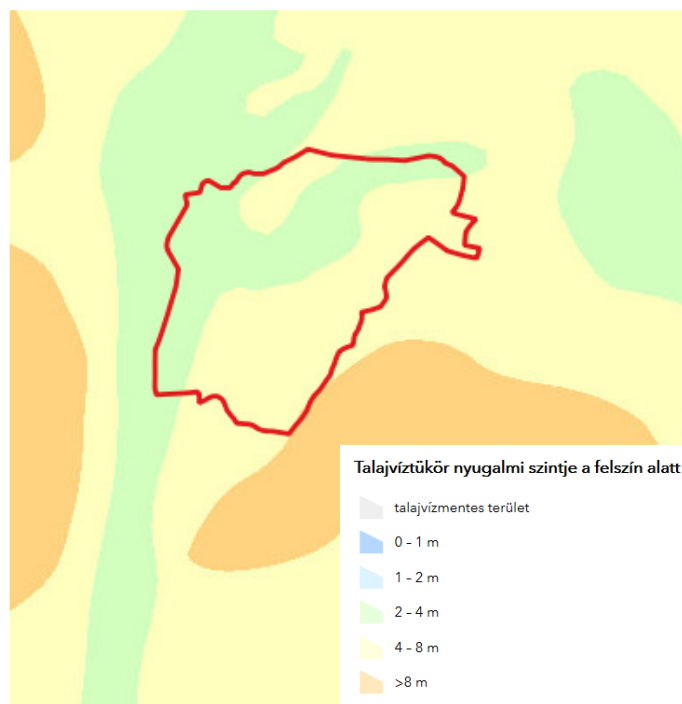 Talajvíztükör nyugalmi szintje a felszín alatt
talajvízmentes terület
0 – 1 m
1 – 2 m
2 – 4 m
4 – 8 m
>8 m